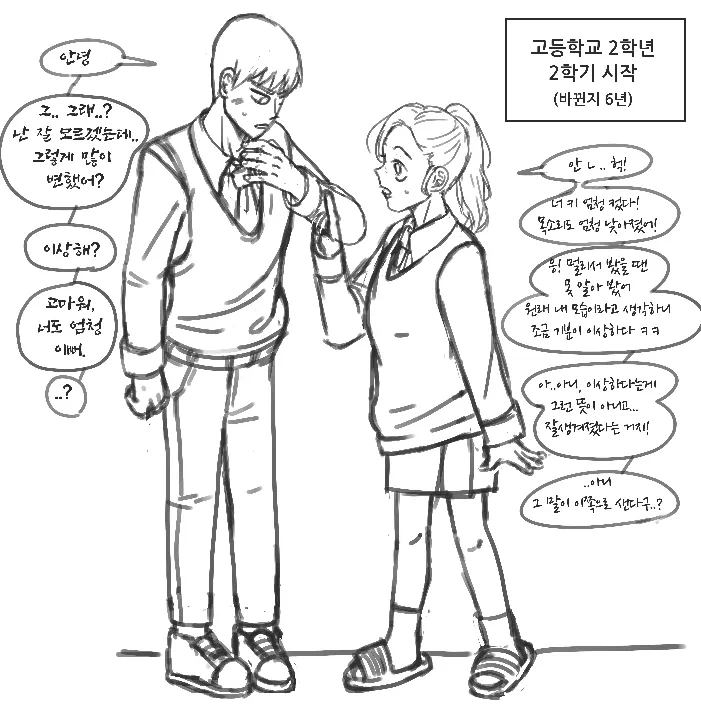 고등학교 2학년
2학기 시작
(바뀐지 6년)
안녕
안ㄴ..헉!
너 키 엄청 컸다!
목소리도 엄청 낮아졌어!
그.. 그래..?
난 잘 모르겠는데..
그렇게 많이
변했어?
응! 멀리서 봤을 땐
못 알아 봤어
원래 내 모습이라고 생각하니
조금 기분이 이상하다 ㅋㅋ
이상해?
아..아니, 이상하다는게
그런 뜻이 아니고...
잘생겨졌다는 거지!
고마워,
너도 엄청
이뻐.
..아니
그 말이 이쪽으로 샌다구..?
..?